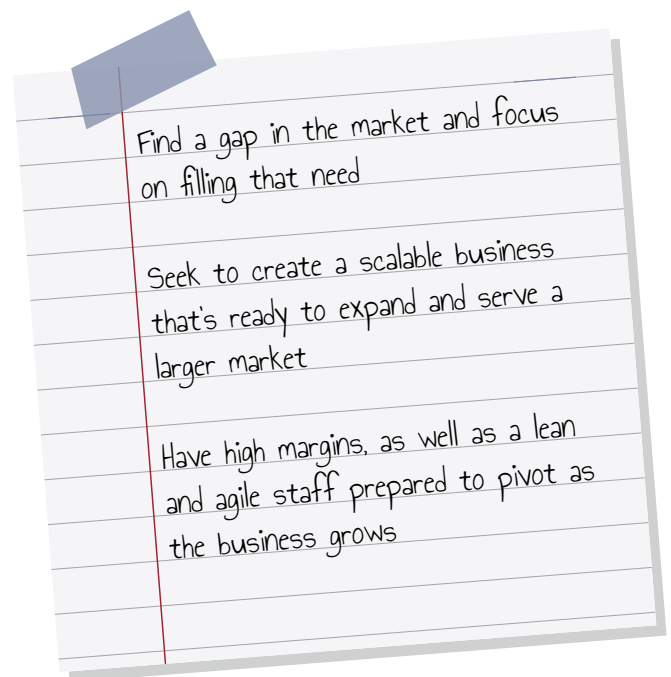 Find a gap in the market and focus
on filling that need
Seek to create a scalable business
that's ready to expand and serve a
larger market
Have high margins, as well as a lean
and agile staff prepared to pivot as
the business grows